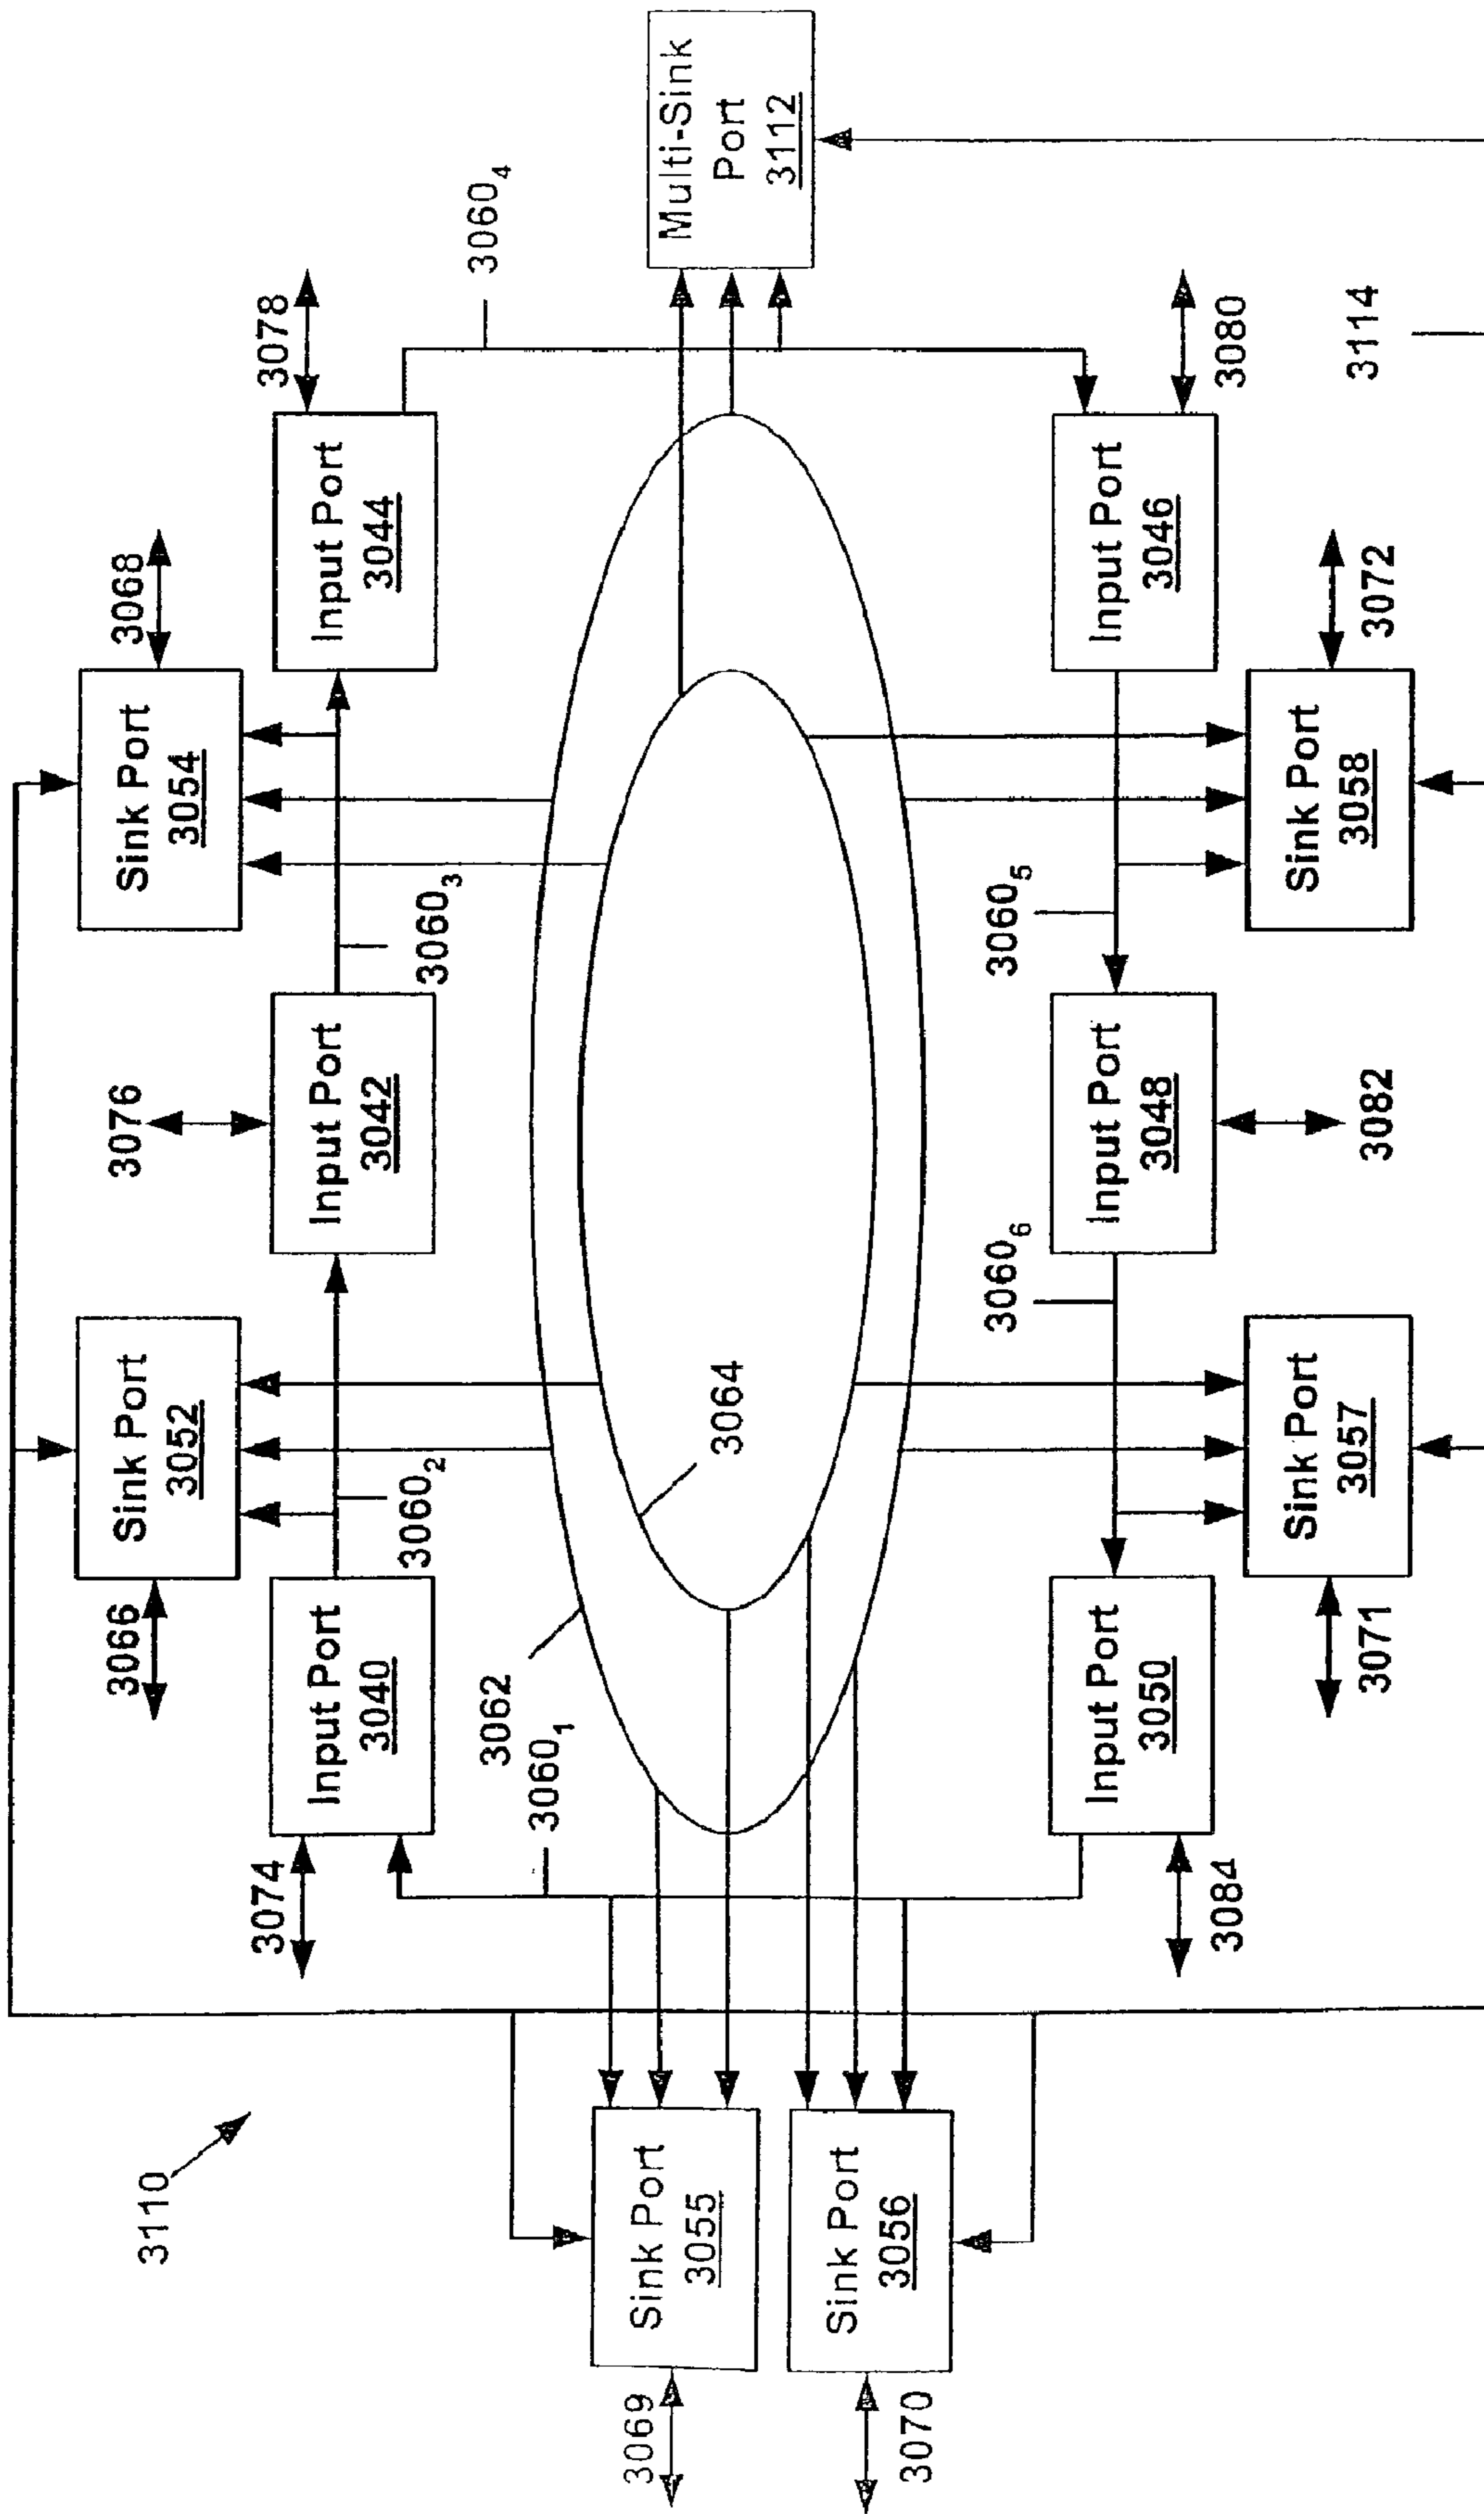 3110
3069
Sink Port
3055
3070
Sink Port
3056
3074
Input Port
3040
3066
Sink Port
3052
3060₂
3076
Input Port
3042
3060₃
3068
Sink Port
3054
3078
Input Port
3044
3060₄
Multi-Sink
Port
3112
3062
3060₁
3064
3084
Input Port
3050
3071
Sink Port
3057
3060₆
Input Port
3048
3082
3060₅
Sink Port
3058
3072
Input Port
3046
3080
3114